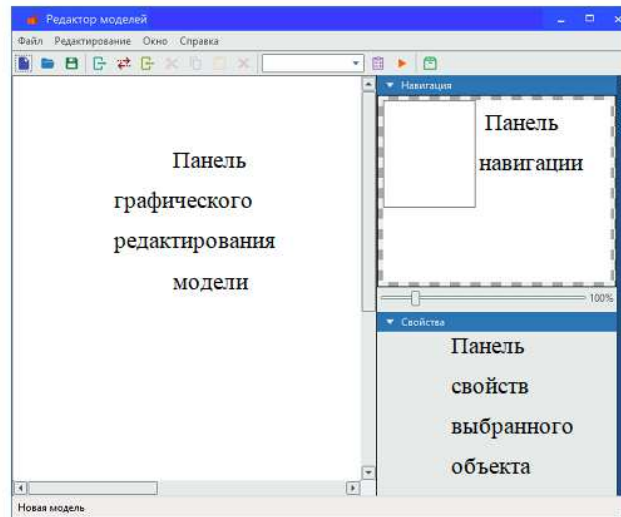 Редактор моделей
Файл Редактирование Окно Справка
Навигация
Панель
навигации
Панель
графического
редактирования
модели
100%
Свойства
Панель
свойств
выбранного
объекта
Новая модель